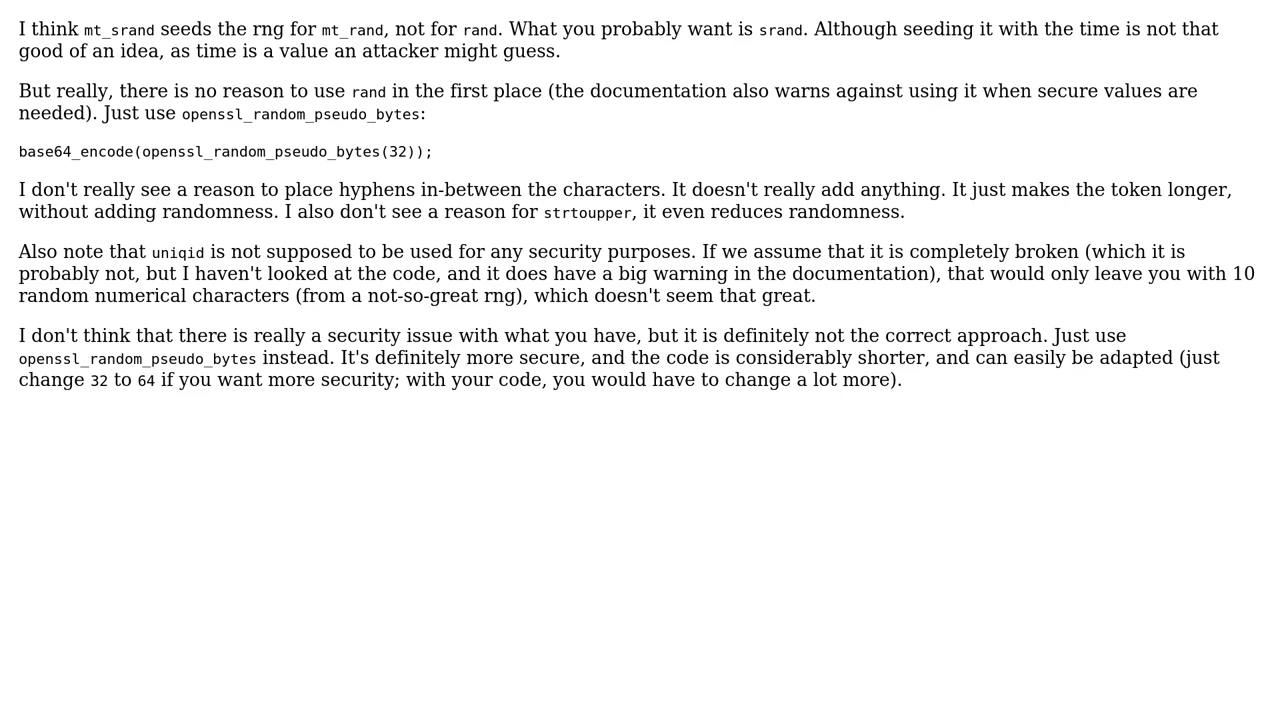 I think mt_srand seeds the rng for mt_rand, not for rand. What you probably want is srand. Although seeding it with the time is not that
good of an idea, as time is a value an attacker might guess.
But really, there is no reason to use rand in the first place (the documentation also warns against using it when secure values are
needed). Just use openssl_random_pseudo_bytes:
base64_encode(openssl_random_pseudo_bytes(32));
I don't really see a reason to place hyphens in-between the characters. It doesn't really add anything. It just makes the token longer,
without adding randomness. I also don't see a reason for strtoupper, it even reduces randomness.
Also note that uniqid is not supposed to be used for any security purposes. If we assume that it is completely broken (which it is
probably not, but I haven't looked at the code, and it does have a big warning in the documentation), that would only leave you with 10
random numerical characters (from a not-so-great rng), which doesn't seem that great.
I don't think that there is really a security issue with what you have, but it is definitely not the correct approach. Just use
openssl_random_pseudo_bytes instead. It's definitely more secure, and the code is considerably shorter, and can easily be adapted (just
change 32 to 64 if you want more security; with your code, you would have to change a lot more).